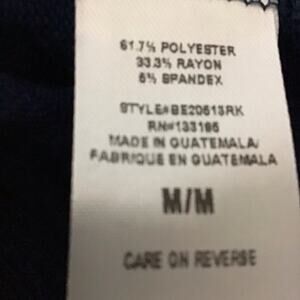 61.7% POLYESTER
33.3% RAYON
5% SPANDEX
STYLE#BE20613RK
RN#133195
MADE IN GUATEMALA/
FABRIQUE EN GUATEMALA
M/M
CARE ON REVERSE